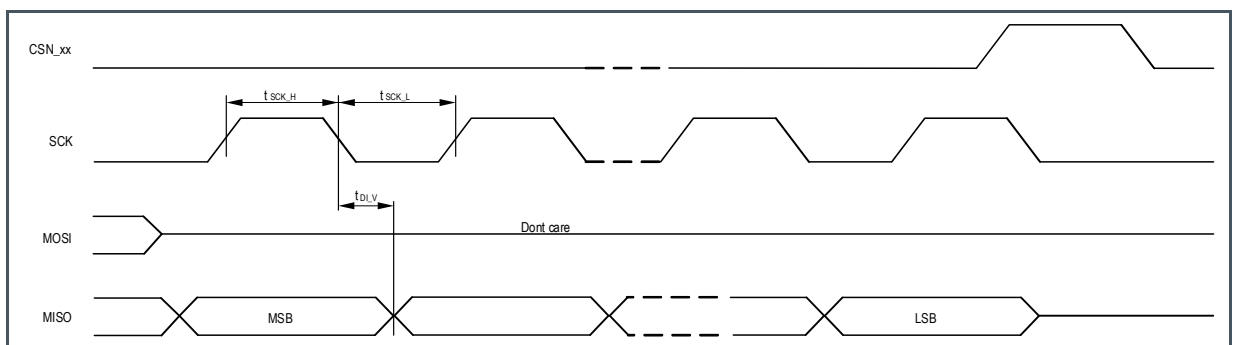 CSN_xx
t SCK_H
t SCK_L
SCK
t DI_V
MOSI
Dont care
MISO
MSB
LSB